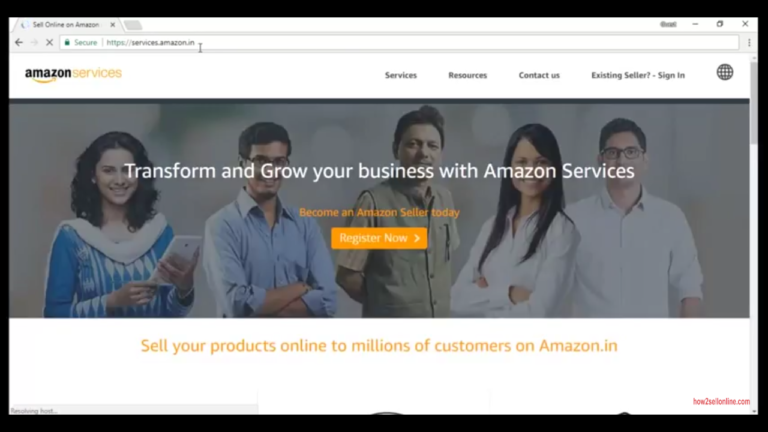 Sell Online on Amazon
Guest
Secure
https://services.amazon.in
amazonservices
Services
Resources
Contact us
Existing Seller? - Sign In
Transform and Grow your business with Amazon Services
Become an Amazon Seller today
Register Now
Sell your products online to millions of customers on Amazon.in
how2sellonline.com
Resolving host...